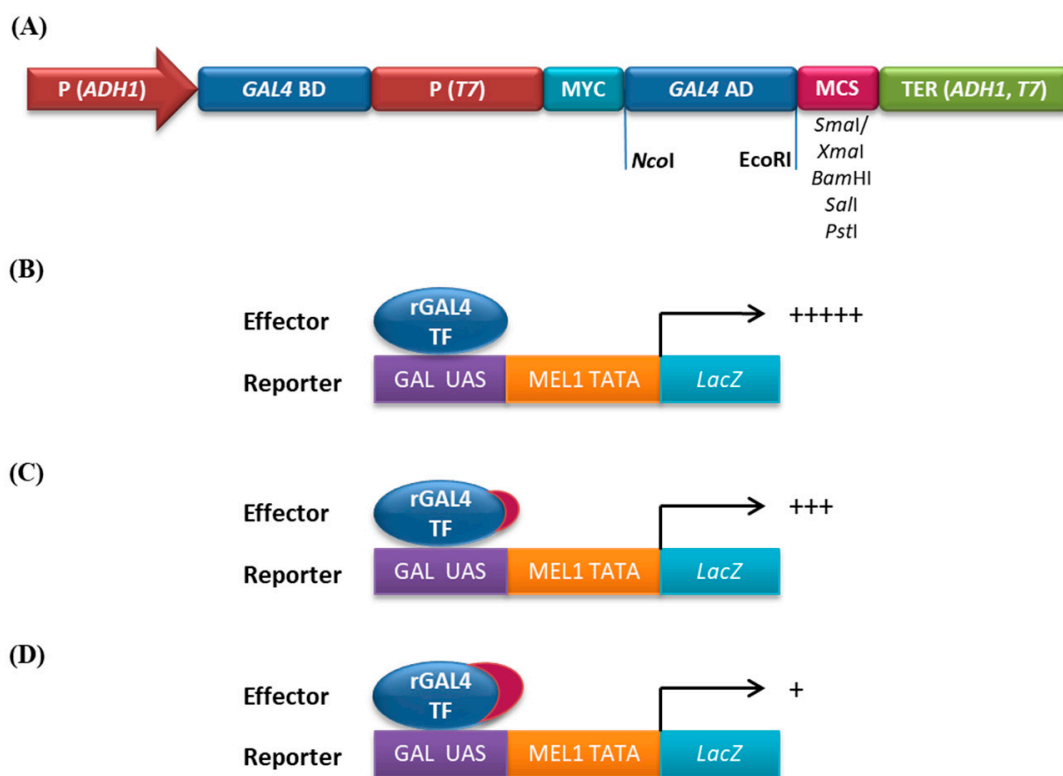 (A)
P (ADH1) GAL4 BD P (T7) MYC GAL4 AD MCS TER (ADH1, T7)
NcoI EcoRI
SmaI/
XmaI
BamHI
SalI
PstI
(B)
Effector
rGAL4
TF
+++++
Reporter
GAL UAS MEL1 TATA LacZ
(C)
Effector
rGAL4
TF
+++
Reporter
GAL UAS MEL1 TATA LacZ
(D)
Effector
rGAL4
TF
+
Reporter
GAL UAS MEL1 TATA LacZ